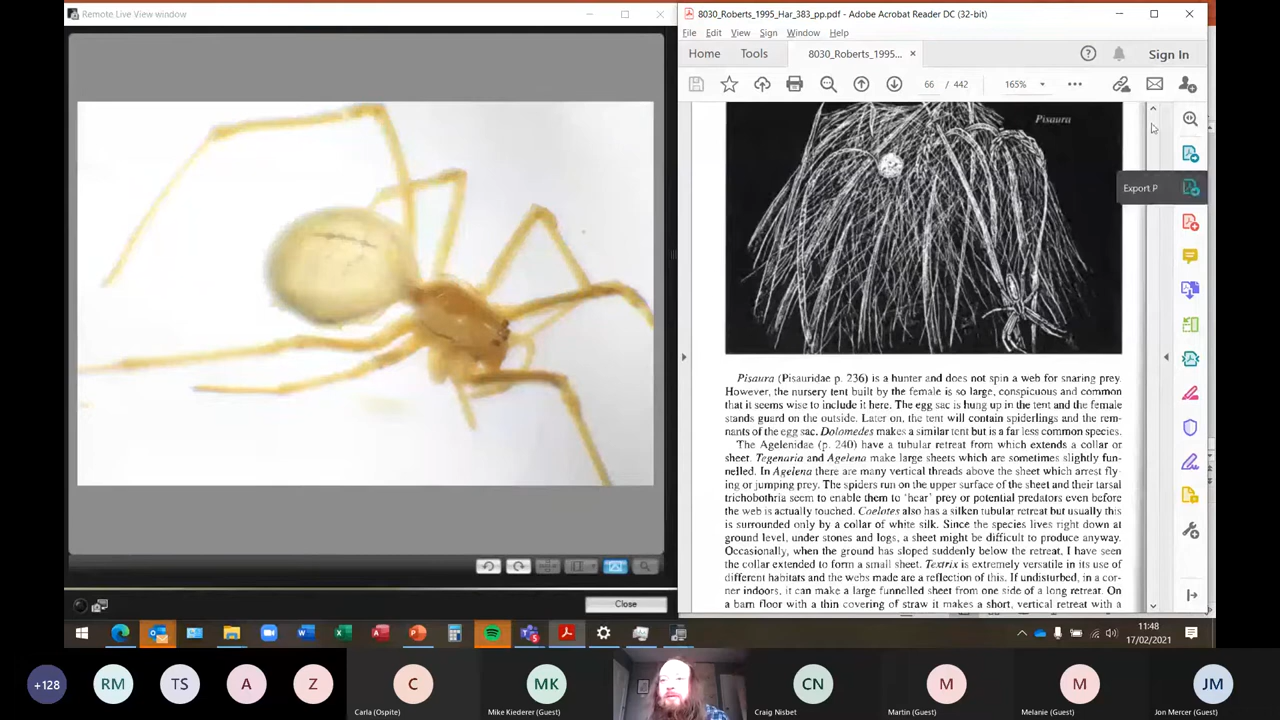 Remote Live View window
Close
8030_Roberts_1995_Har_383_pp.pdf - Adobe Acrobat Reader DC (32-bit)
File Edit View Sign Window Help
Home Tools 8030_Roberts_1995... × Sign In
66 / 442 165%
Pisaura
Export P
Pisaura (Pisauridae p. 236) is a hunter and does not spin a web for snaring prey.
However, the nursery tent built by the female is so large, conspicuous and common
that it seems wise to include it here. The egg sac is hung up in the tent and the female
stands guard on the outside. Later on, the tent will contain spiderlings and the rem-
nants of the egg sac. Dolomedes makes a similar tent but is a far less common species.
The Agelenidae (p. 240) have a tubular retreat from which extends a collar or
sheet. Tegenaria and Agelena make large sheets which are sometimes slightly fun-
nelled. In Agelena there are many vertical threads above the sheet which arrest fly-
ing or jumping prey. The spiders run on the upper surface of the sheet and their tarsal
trichobothria seem to enable them to 'hear' prey or potential predators even before
the web is actually touched. Coelotes also has a silken tubular retreat but usually this
is surrounded only by a collar of white silk. Since the species lives right down at
ground level, under stones and logs, a sheet might be difficult to produce anyway.
Occasionally, when the ground has sloped suddenly below the retreat, I have seen
the collar extended to form a small sheet. Textrix is extremely versatile in its use of
different habitats and the webs made are a reflection of this. If undisturbed, in a cor-
ner indoors, it can make a large funnelled sheet from one side of a long retreat. On
a barn floor with a thin covering of straw it makes a short, vertical retreat with a
11:48
17/02/2021
+128 RM TS A Z C MK CN M M JM
Carla (Ospite) Mike Kiederer (Guest) Craig Nisbet Martin (Guest) Melanie (Guest) Jon Mercer (Guest)